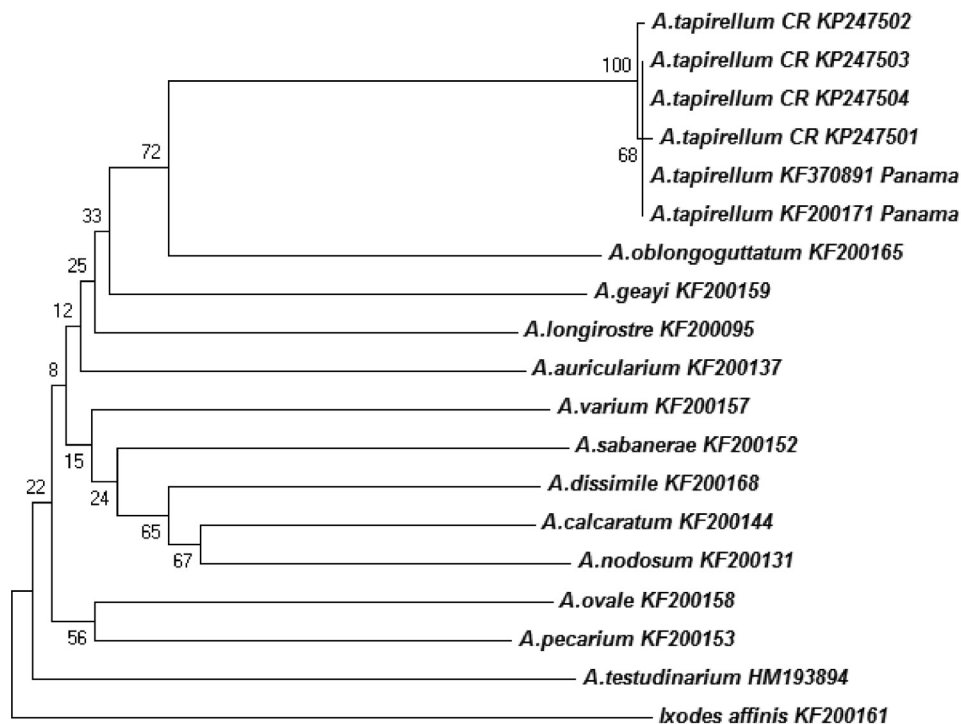 A.tapirellum CR KP247502
100
A.tapirellum CR KP247503
A.tapirellum CR KP247504
A.tapirellum CR KP247501
68
72
A.tapirellum KF370891 Panama
A.tapirellum KF200171 Panama
33
A.oblongoguttatum KF200165
25
A.geayi KF200159
12
A.longirostre KF200095
8
A.auricularium KF200137
A.varium KF200157
15
A.sabanerae KF200152
24
22
A.dissimile KF200168
65
A.calcaratum KF200144
67
A.nodosum KF200131
A.ovale KF200158
56
A.pecarium KF200153
A.testudinarium HM193894
Ixodes affinis KF200161